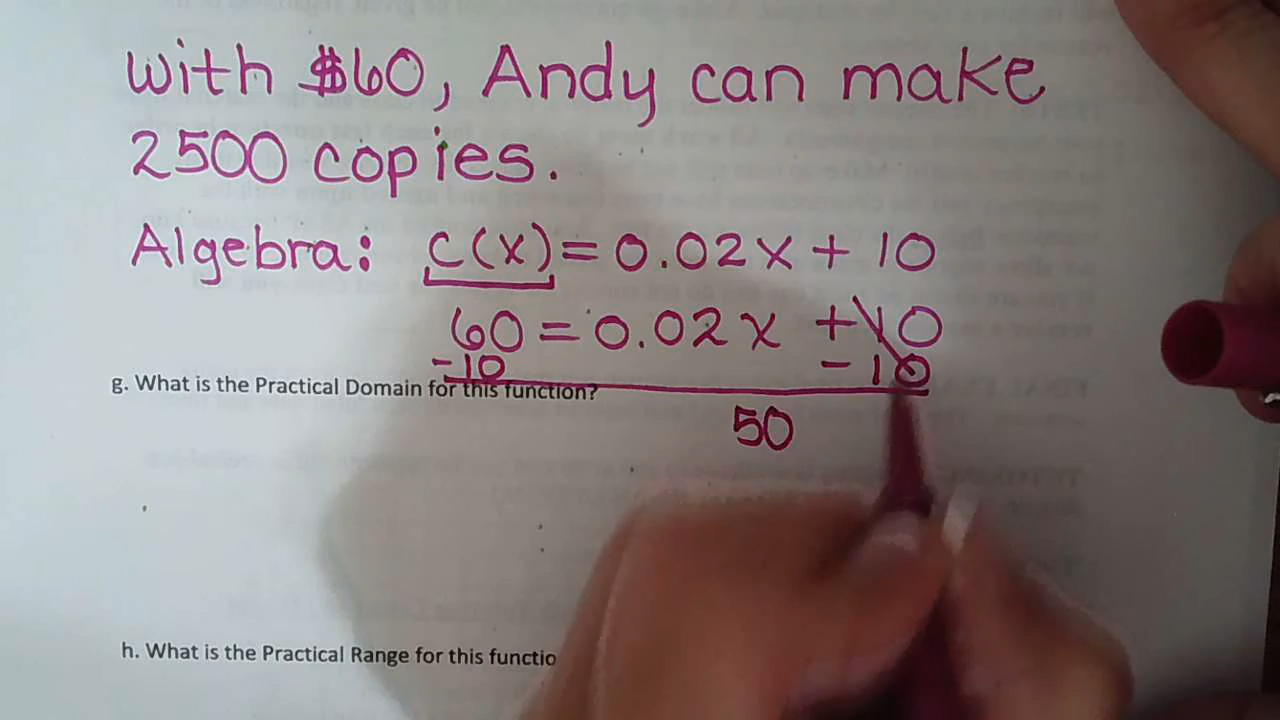 with $60, Andy can make
2500 copies.
Algebra: C(x) = 0.02x + 10
60 = 0.02x + 10
-10 - 10
g. What is the Practical Domain for this function?
50
h. What is the Practical Range for this functio